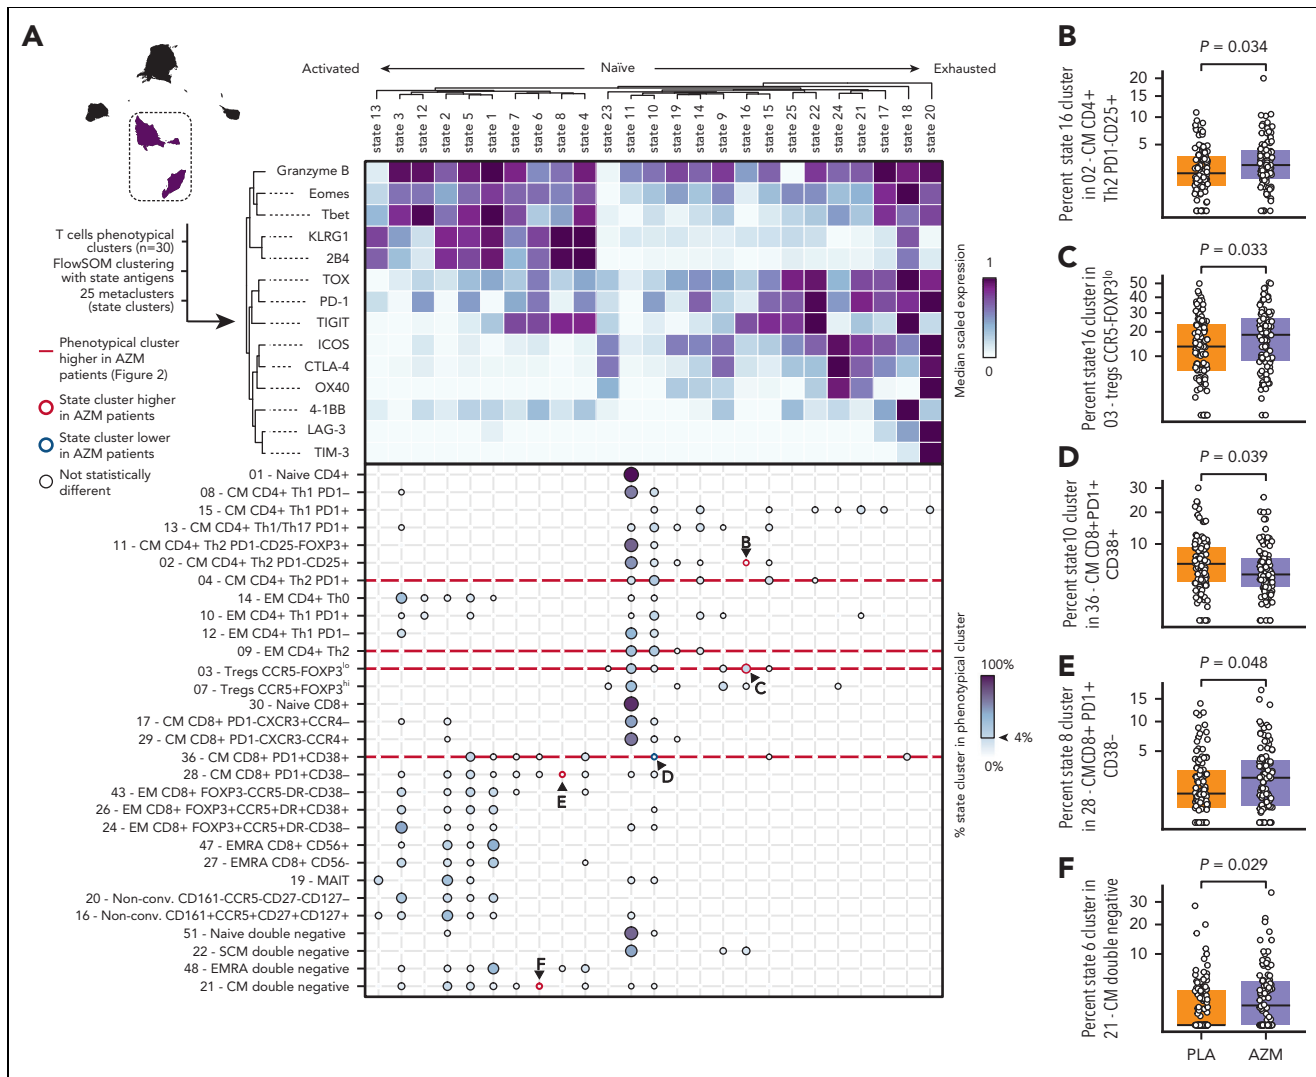 A
Activated
Naïve
Exhausted
state 13
state 3
state 12
state 2
state 5
state 1
state 7
state 6
state 8
state 4
state 23
state 11
state 10
state 19
state 14
state 9
state 16
state 15
state 25
state 22
state 24
state 21
state 17
state 18
state 20
Granzyme B
Eomes
Tbet
KLRG1
2B4
TOX
PD-1
TIGIT
ICOS
CTLA-4
OX40
4-1BB
LAG-3
TIM-3
T cells phenotypical
clusters (n=30)
FlowSOM clustering
with state antigens
25 metaclusters
(state clusters)
Phenotypical cluster
higher in AZM
patients (Figure 2)
State cluster higher
in AZM patients
State cluster lower
in AZM patients
Not statistically
different
Median scaled expression
1
0
01 - Naive CD4+
08 - CM CD4+ Th1 PD1–
15 - CM CD4+ Th1 PD1+
13 - CM CD4+ Th1/Th17 PD1+
11 - CM CD4+ Th2 PD1-CD25-FOXP3+
02 - CM CD4+ Th2 PD1-CD25+
04 - CM CD4+ Th2 PD1+
14 - EM CD4+ Th0
10 - EM CD4+ Th1 PD1+
12 - EM CD4+ Th1 PD1–
09 - EM CD4+ Th2
03 - Tregs CCR5-FOXP3lo
07 - Tregs CCR5+FOXP3hi
30 - Naive CD8+
17 - CM CD8+ PD1-CXCR3+CCR4–
29 - CM CD8+ PD1-CXCR3-CCR4+
36 - CM CD8+ PD1+CD38+
28 - CM CD8+ PD1+CD38–
43 - EM CD8+ FOXP3-CCR5-DR-CD38–
26 - EM CD8+ FOXP3+CCR5+DR+CD38+
24 - EM CD8+ FOXP3+CCR5+DR-CD38–
47 - EMRA CD8+ CD56+
27 - EMRA CD8+ CD56-
19 - MAIT
20 - Non-conv. CD161-CCR5-CD27-CD127–
16 - Non-conv. CD161+CCR5+CD27+CD127+
51 - Naive double negative
22 - SCM double negative
48 - EMRA double negative
21 - CM double negative
B
C
D
E
F
% state cluster in phenotypical cluster
100%
4%
0%
B
P = 0.034
Percent state 16 cluster
in 02 - CM CD4+
Th2 PD1-CD25+
20
10
5
C
P = 0.033
Percent state16 cluster in
03 - tregs CCR5-FOXP3lo
50
40
30
20
10
D
P = 0.039
Percent state10 cluster
in 36 - CM CD8+PD1+
CD38+
30
20
10
E
P = 0.048
Percent state 8 cluster
in 28 - CMCD8+ PD1+
CD38–
15
10
5
F
P = 0.029
Percent state 6 cluster in
21 - CM double negative
30
20
10
PLA
AZM